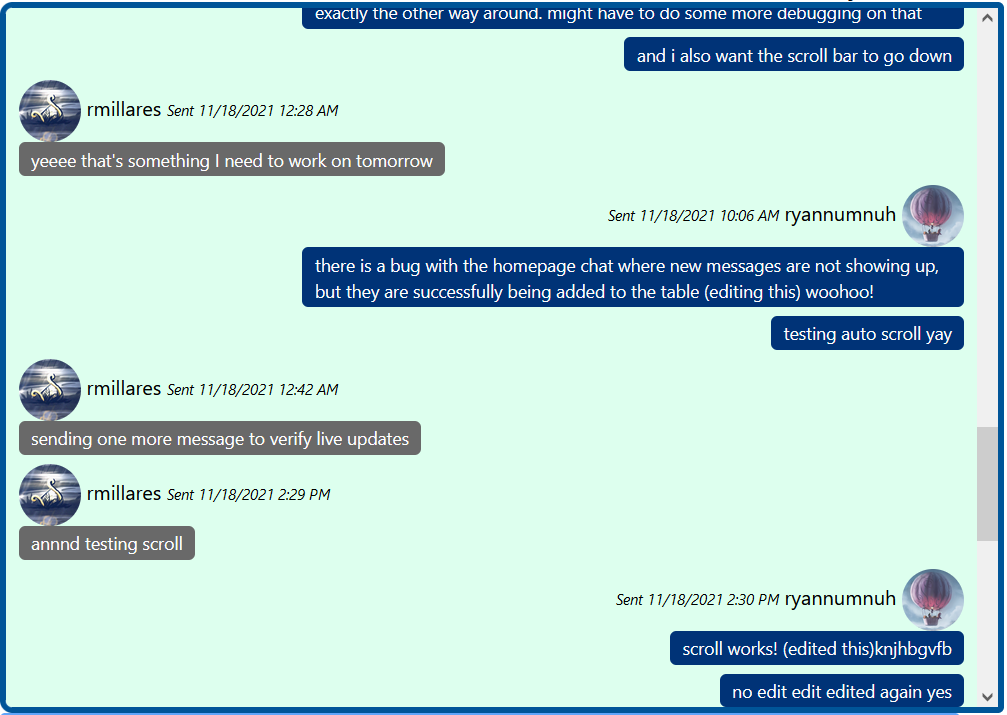 exactly the other way around. might have to do some more debugging on that
and i also want the scroll bar to go down
rmillares Sent 11/18/2021 12:28 AM
yeeee that's something I need to work on tomorrow
Sent 11/18/2021 10:06 AM ryannumnuh
there is a bug with the homepage chat where new messages are not showing up,
but they are successfully being added to the table (editing this) woohoo!
testing auto scroll yay
rmillares Sent 11/18/2021 12:42 AM
sending one more message to verify live updates
rmillares Sent 11/18/2021 2:29 PM
annnd testing scroll
Sent 11/18/2021 2:30 PM ryannumnuh
scroll works! (edited this)knjhbgvfb
no edit edit edited again yes